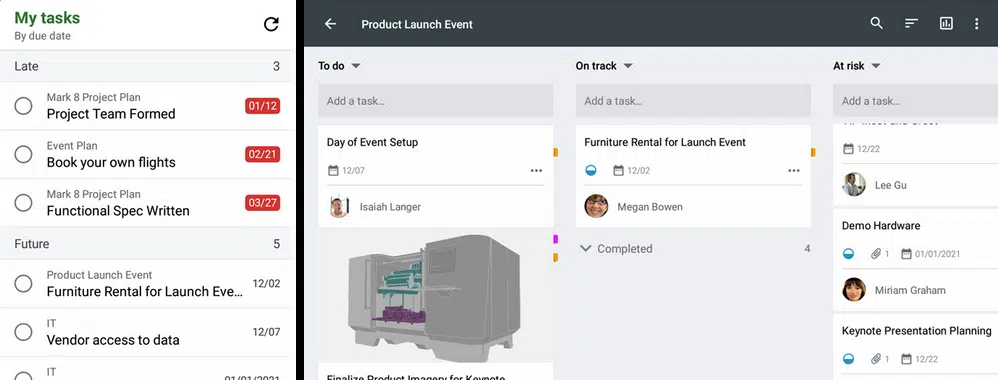 My tasks
By due date
Late 3
Mark 8 Project Plan
Project Team Formed 01/12
Event Plan
Book your own flights 02/21
Mark 8 Project Plan
Functional Spec Written 03/27
Future 5
Product Launch Event
Furniture Rental for Launch Eve... 12/02
IT
Vendor access to data 12/07
IT
01/01/2021
Product Launch Event
To do
Add a task...
Day of Event Setup
12/07
Isaiah Langer
Finalize Product Imagery for Keynote
On track
Add a task...
Furniture Rental for Launch Event
12/02
Megan Bowen
Completed 4
At risk
Add a task...
12/22
Lee Gu
Demo Hardware
1 01/01/2021
Miriam Graham
Keynote Presentation Planning
1 12/22